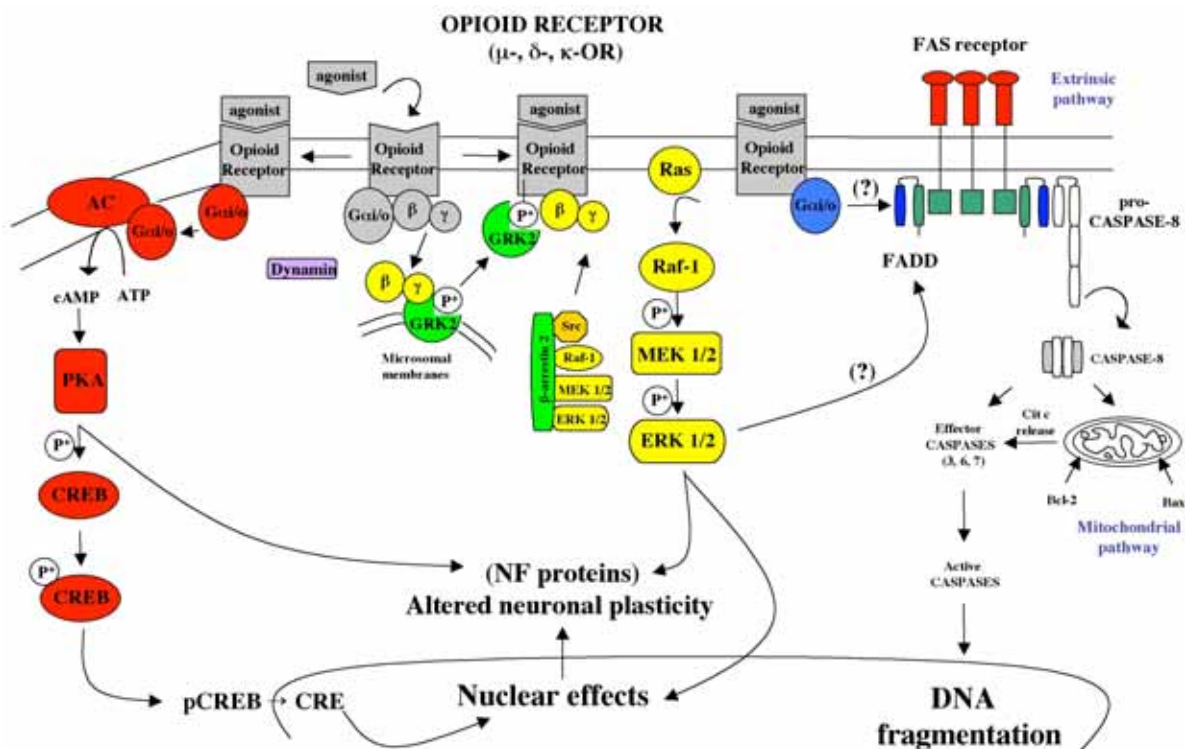 OPIOID RECEPTOR
(μ-, δ-, κ-OR)
FAS receptor
Extrinsic
pathway
agonist
agonist
agonist
agonist
Opioid
Receptor
Opioid
Receptor
Opioid
Receptor
Opioid
Receptor
Ras
AC
Gαi/o
Gαi/o
Gαi/o
β
γ
P+
β
γ
GRK2
Gαi/o
(?)
pro-
CASPASE-8
FADD
Dynamin
β
γ
P+
GRK2
Microsomal
membranes
cAMP
ATP
Raf-1
P+
β-arrestin 2
Src
Raf-1
MEK 1/2
ERK 1/2
MEK 1/2
P+
ERK 1/2
(?)
CASPASE-8
PKA
P+
CREB
P+
CREB
Effector
CASPASES
(3, 6, 7)
Cit c
release
Bcl-2
Bax
Mitochondrial
pathway
Active
CASPASES
(NF proteins)
Altered neuronal plasticity
pCREB → CRE
Nuclear effects
DNA
fragmentation